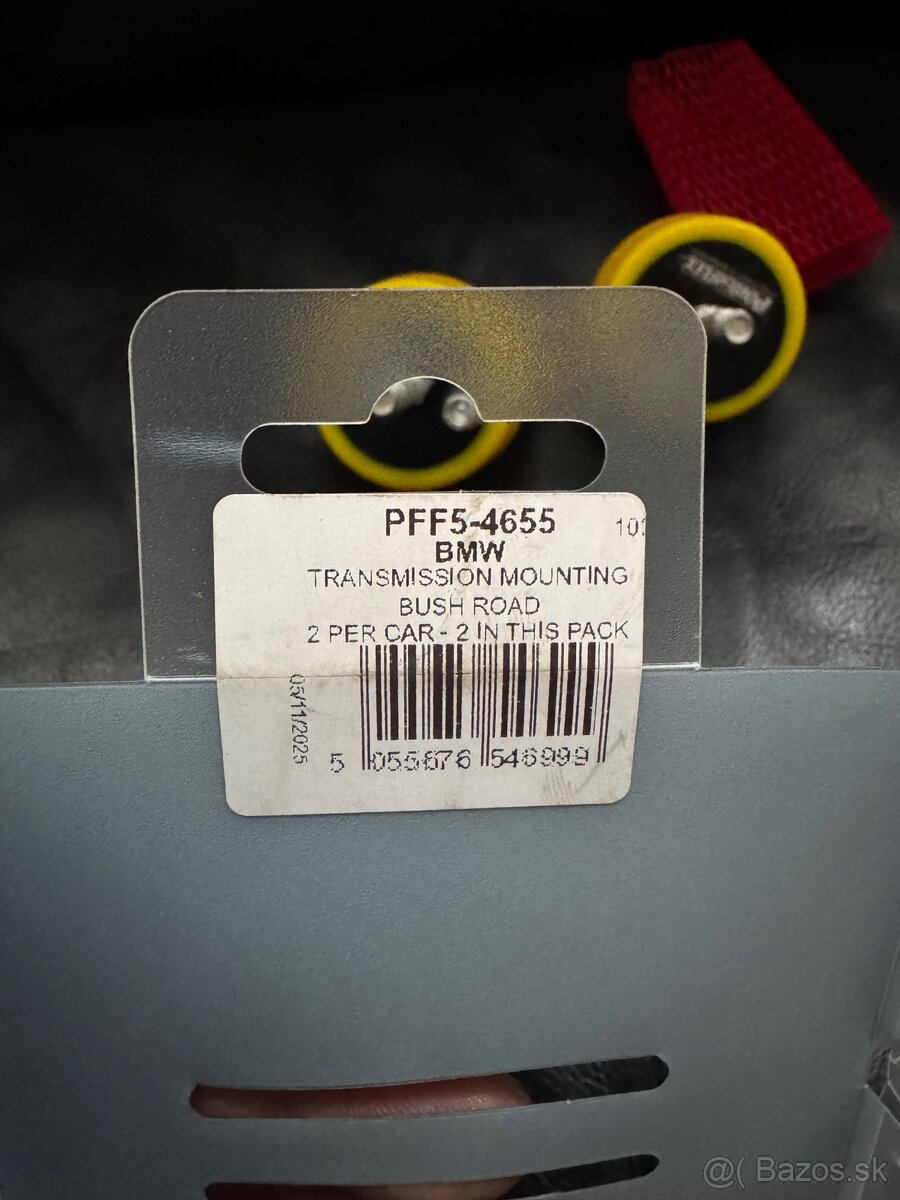 PFF5-4655
BMW
TRANSMISSION MOUNTING
BUSH ROAD
2 PER CAR - 2 IN THIS PACK
05/11/2025
5 055676 546999
@( Bazos.sk